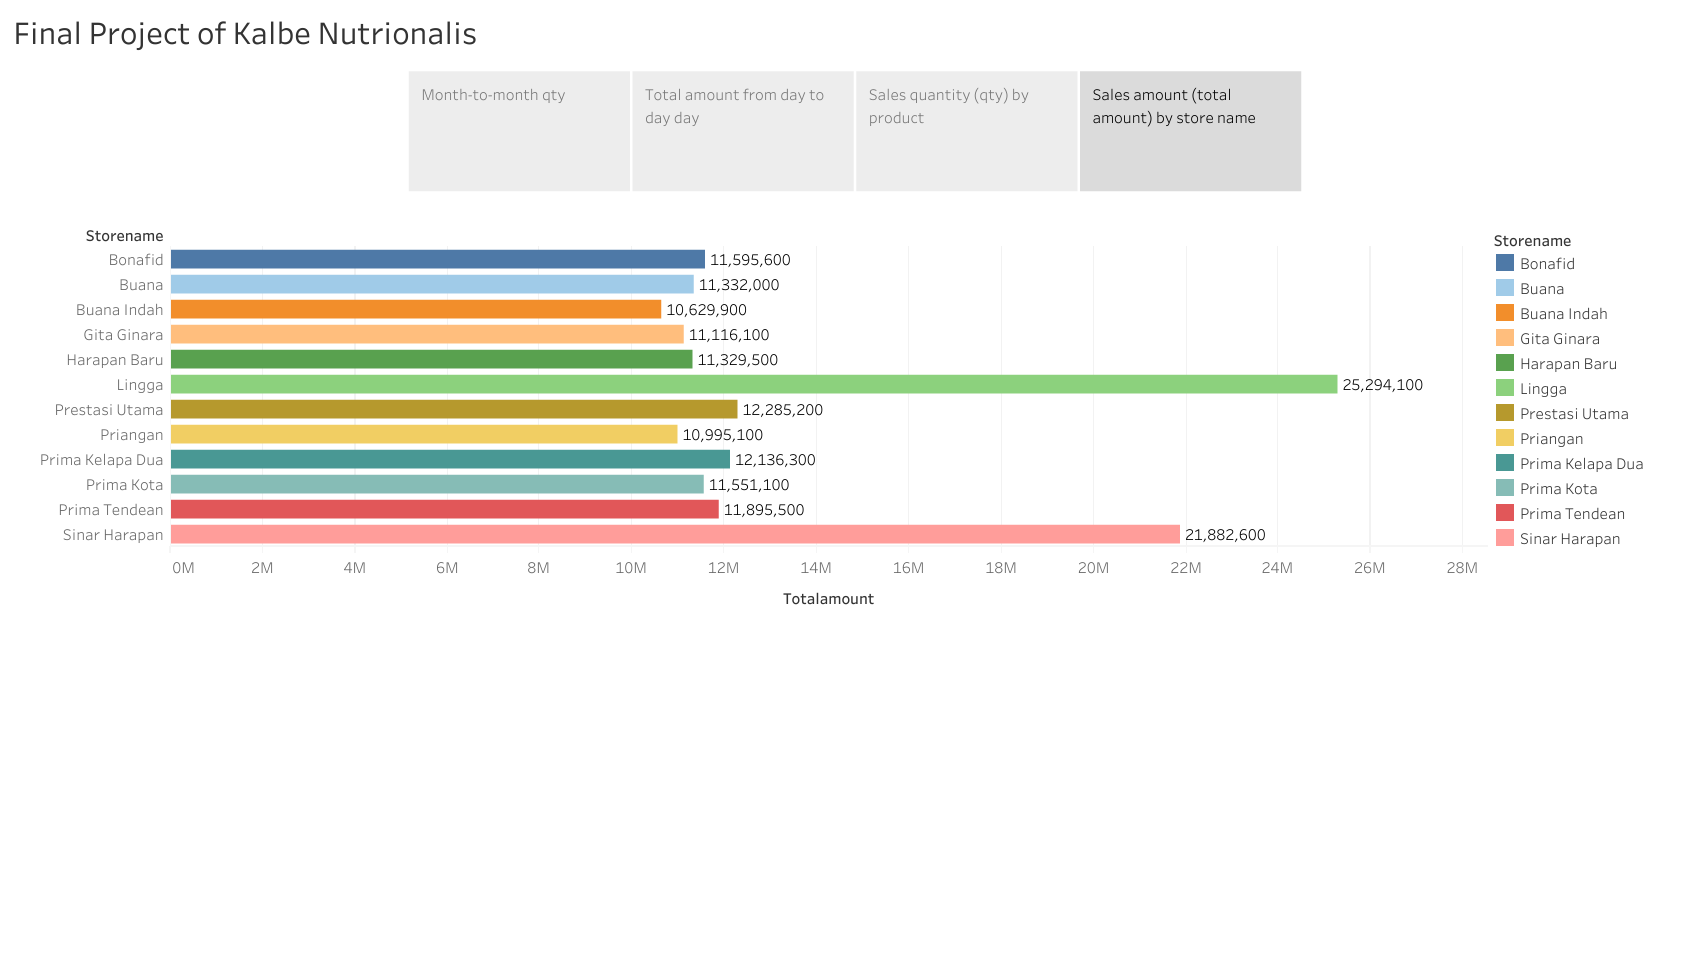 Final Project of Kalbe Nutrionalis
Month-to-month qty
Total amount from day to
day day
Sales quantity (qty) by
product
Sales amount (total
amount) by store name
Storename
Bonafid 11,595,600
Buana 11,332,000
Buana Indah 10,629,900
Gita Ginara 11,116,100
Harapan Baru 11,329,500
Lingga 25,294,100
Prestasi Utama 12,285,200
Priangan 10,995,100
Prima Kelapa Dua 12,136,300
Prima Kota 11,551,100
Prima Tendean 11,895,500
Sinar Harapan 21,882,600
0M 2M 4M 6M 8M 10M 12M 14M 16M 18M 20M 22M 24M 26M 28M
Totalamount
Storename
Bonafid
Buana
Buana Indah
Gita Ginara
Harapan Baru
Lingga
Prestasi Utama
Priangan
Prima Kelapa Dua
Prima Kota
Prima Tendean
Sinar Harapan